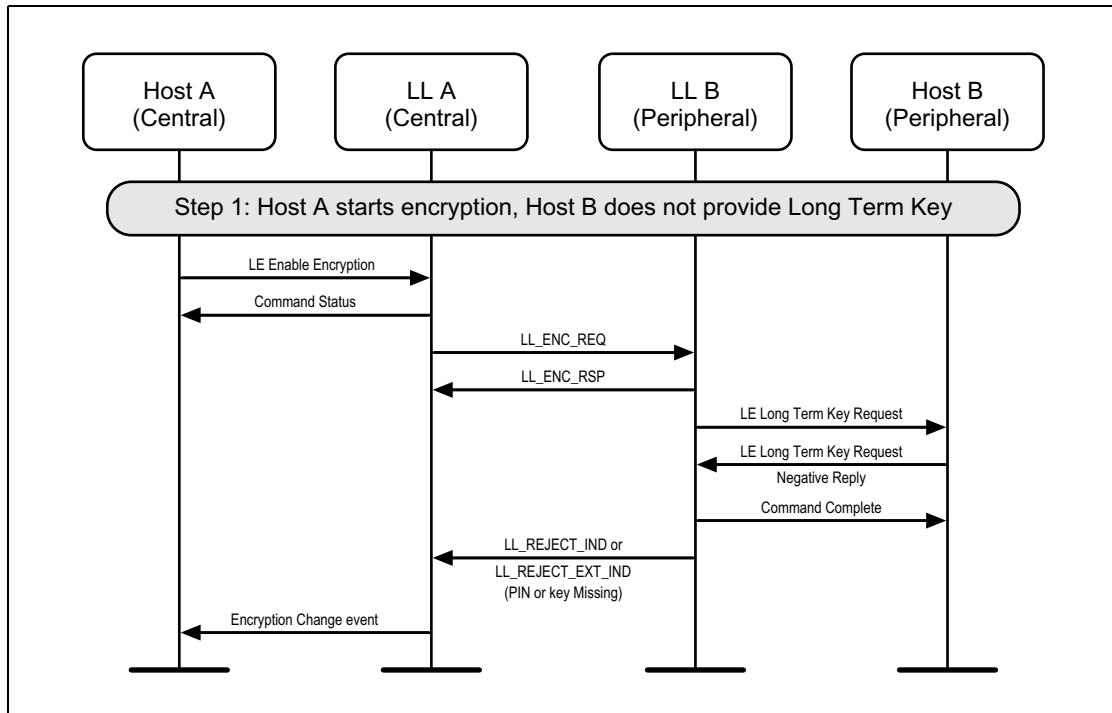 Host A
(Central)
LL A
(Central)
LL B
(Peripheral)
Host B
(Peripheral)
Step 1: Host A starts encryption, Host B does not provide Long Term Key
LE Enable Encryption
Command Status
LL_ENC_REQ
LL_ENC_RSP
LE Long Term Key Request
LE Long Term Key Request
Negative Reply
Command Complete
LL_REJECT_IND or
LL_REJECT_EXT_IND
(PIN or key Missing)
Encryption Change event